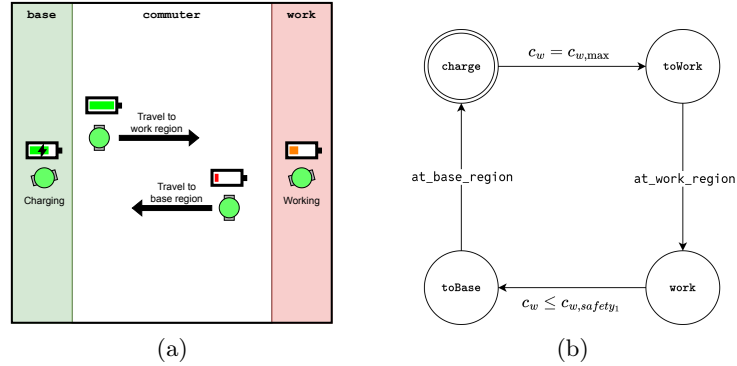 base commuter work
Travel to
work region
Travel to
base region
Charging
Working
(a)
charge
c_w = c_{w,max}
toWork
at_base_region
at_work_region
toBase
c_w ≤ c_{w,safety_1}
work
(b)